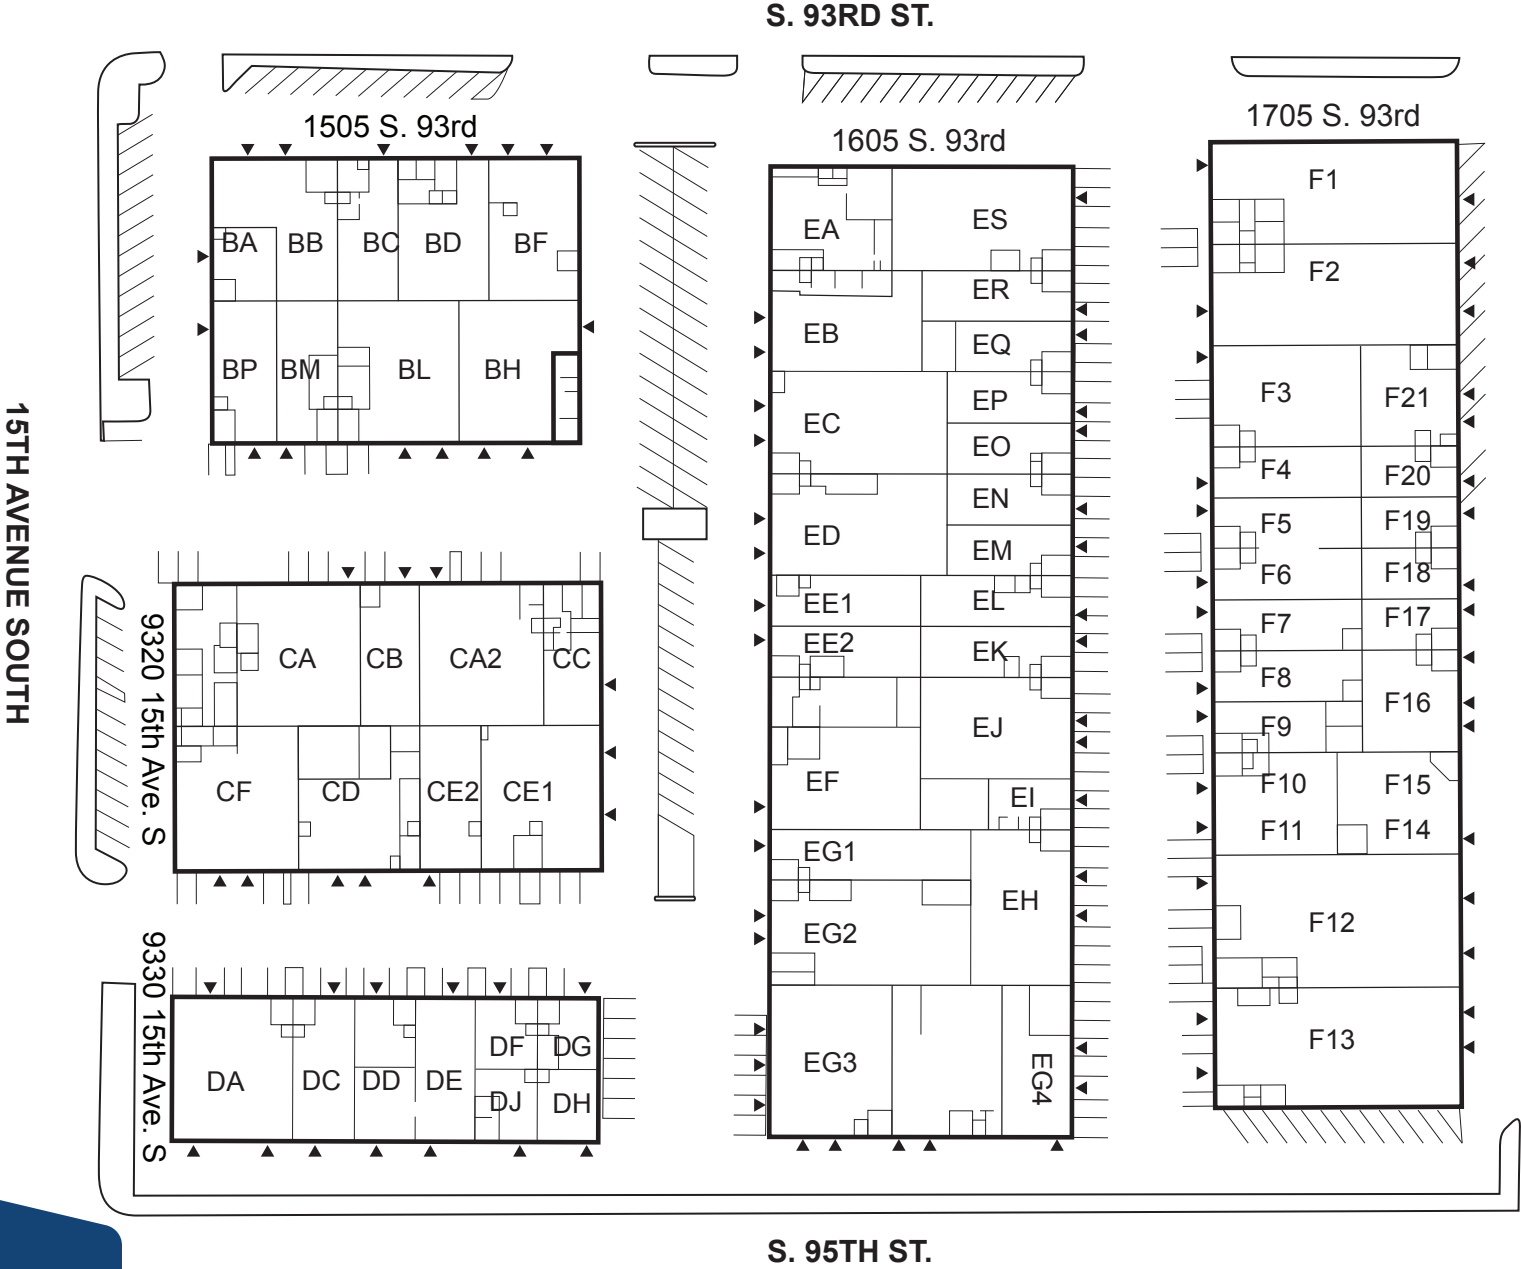 S. 93RD ST.
15TH AVENUE SOUTH
1505 S. 93rd
BA BB BC BD BF
BP BM BL BH
9320 15th Ave. S
CA CB CA2 CC
CF CD CE2 CE1
9330 15th Ave. S
DA DC DD DE DF DG
DJ DH
1605 S. 93rd
EA ES
ER
EB EQ
EP
EC EO
EN
ED EM
EE1 EL
EE2 EK
EJ
EF EI
EG1
EH
EG2
EG3 EG4
1705 S. 93rd
F1
F2
F3 F21
F4 F20
F5 F19
F6 F18
F7 F17
F8
F16
F9
F10 F15
F11 F14
F12
F13
S. 95TH ST.